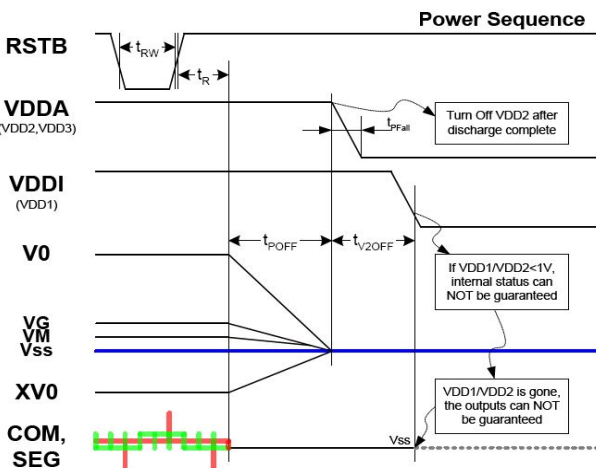 Power Sequence
RSTB
tRW
tR
VDDA
(VDD2,VDD3)
tPFall
Turn Off VDD2 after
discharge complete
VDDI
(VDD1)
tPOFF
tV2OFF
V0
If VDD1/VDD2<1V,
internal status can
NOT be guaranteed
VG
VM
Vss
XV0
VDD1/VDD2 is gone,
the outputs can NOT
be guaranteed
COM,
SEG
Vss